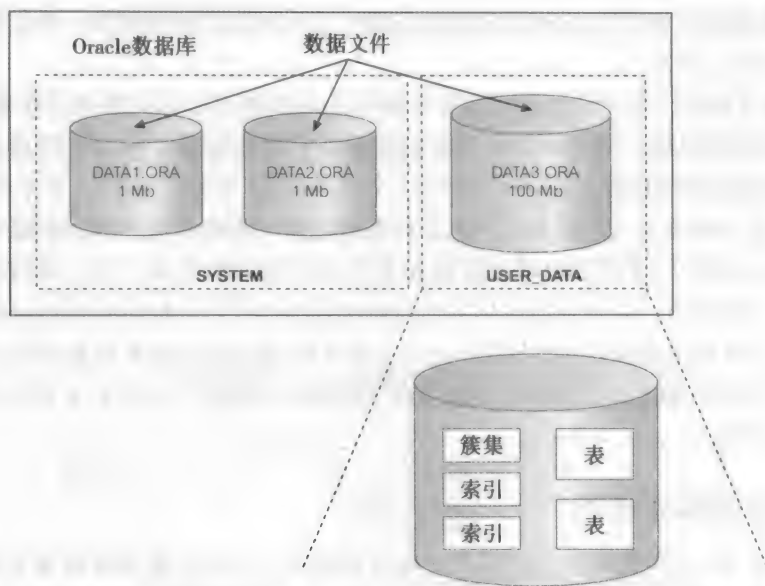 Oracle数据库
数据文件
DATA1.ORA
1 Mb
DATA2.ORA
1 Mb
DATA3.ORA
100 Mb
SYSTEM
USER_DATA
簇集
索引
索引
表
表